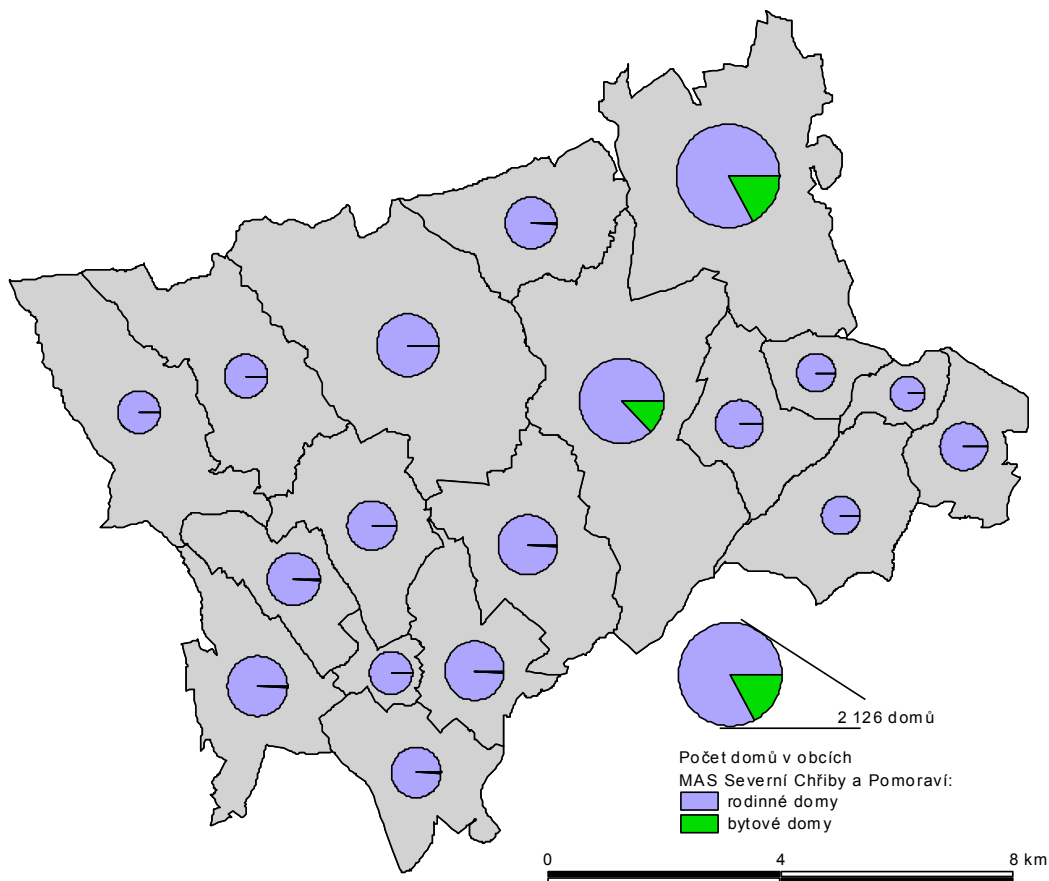 2 126 domů
Počet domů v obcích
MAS Severní Chřiby a Pomoraví:
rodinné domy
bytové domy
0 4 8 km